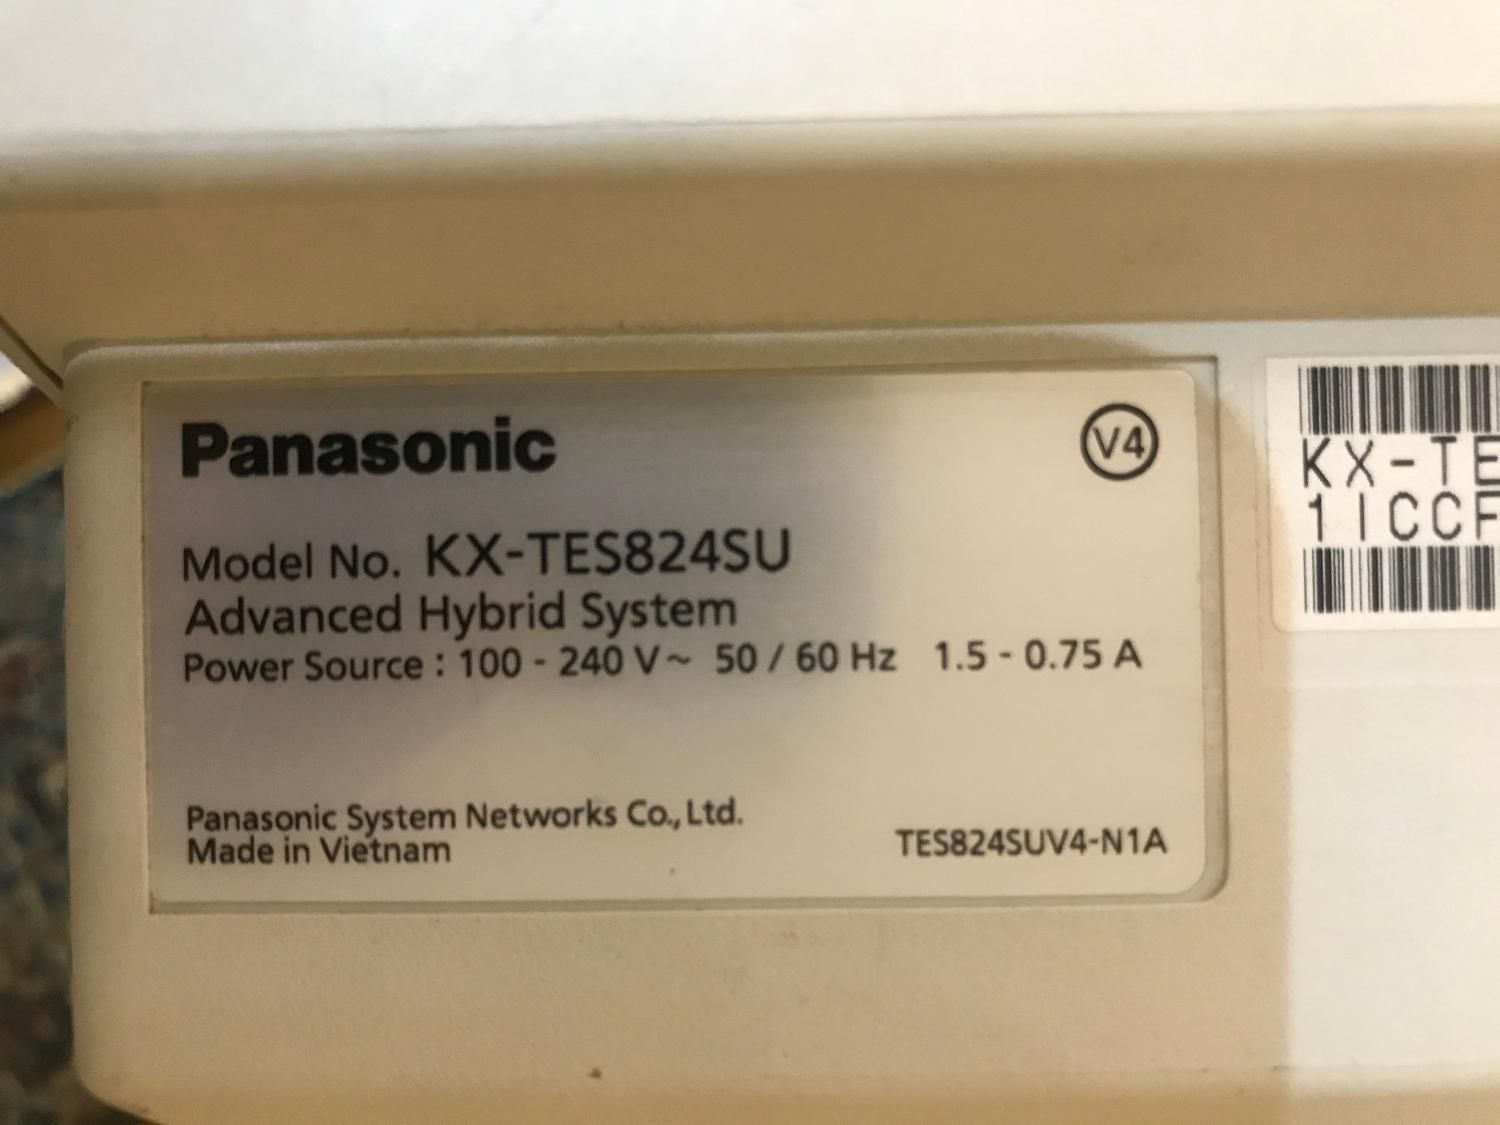 Panasonic
V4
Model No. KX-TES824SU
Advanced Hybrid System
Power Source : 100 - 240 V~ 50 / 60 Hz 1.5 - 0.75 A
Panasonic System Networks Co., Ltd.
Made in Vietnam
TES824SUV4-N1A
KX-TE
1ICCF